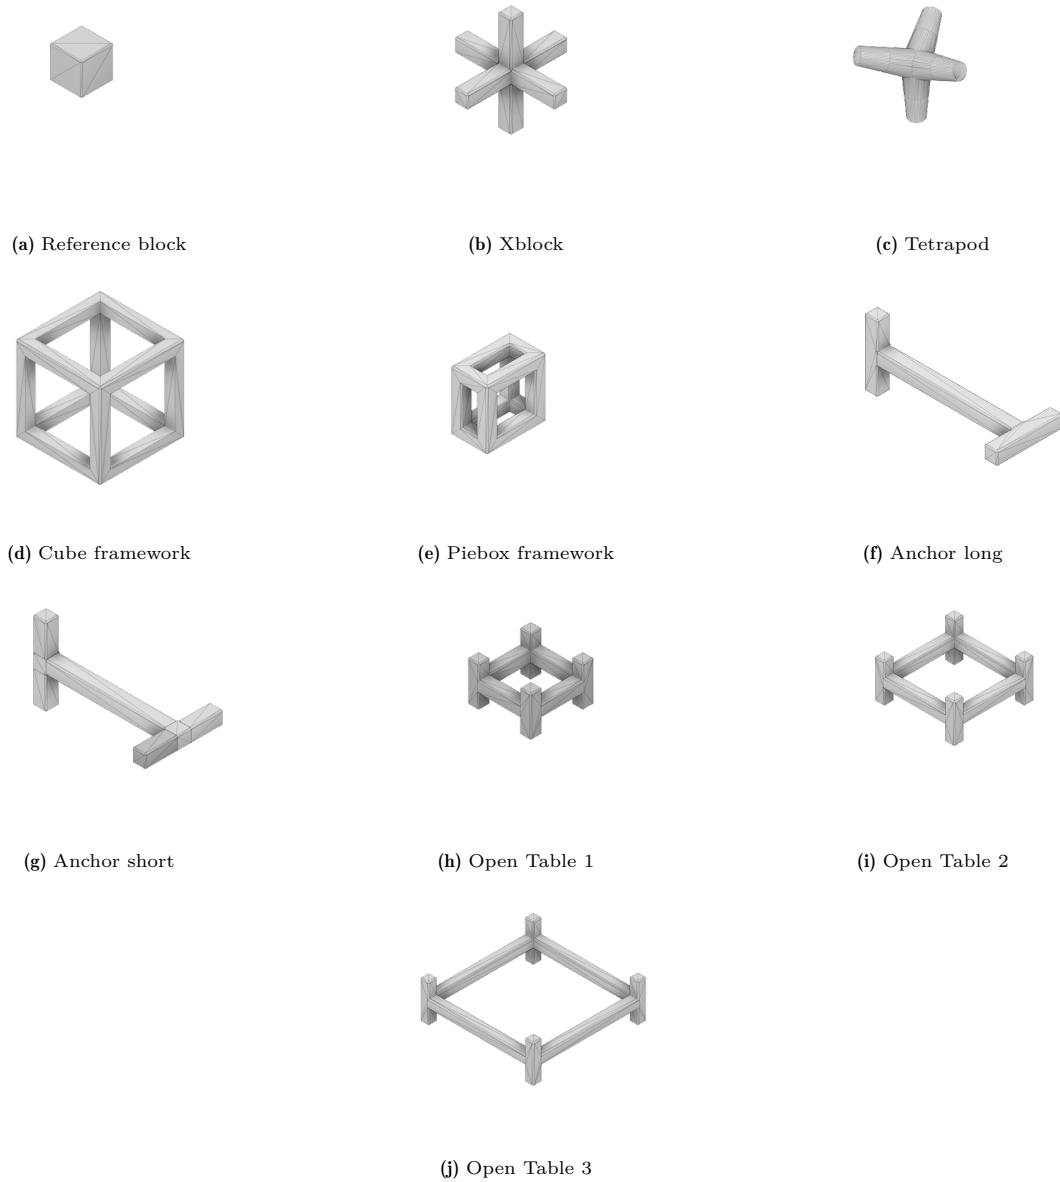 (a) Reference block
(b) Xblock
(c) Tetrapod
(d) Cube framework
(e) Piebox framework
(f) Anchor long
(g) Anchor short
(h) Open Table 1
(i) Open Table 2
(j) Open Table 3